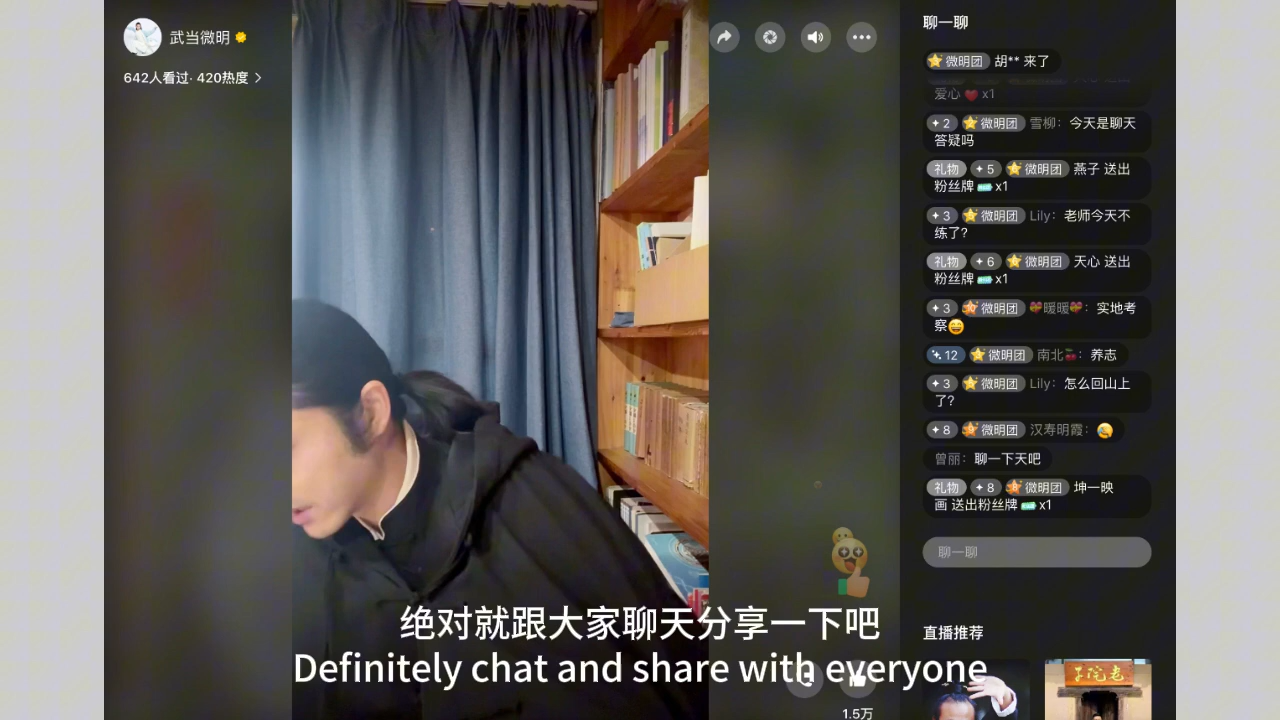 武当微明
642人看过· 420热度
聊一聊
微明团 胡** 来了
爱心 x1
2 微明团 雪柳：今天是聊天
答疑吗
礼物 5 微明团 燕子 送出
粉丝牌 x1
3 微明团 Lily：老师今天不
练了?
礼物 6 微明团 天心 送出
粉丝牌 x1
3 微明团 暖暖：实地考
察
12 微明团 南北：养志
3 微明团 Lily：怎么回山上
了?
8 微明团 汉寿明霞：
曾丽：聊一下天吧
礼物 8 微明团 坤一映
画 送出粉丝牌 x1
聊一聊
直播推荐
绝对就跟大家聊天分享一下吧
Definitely chat and share with everyone
1.5万